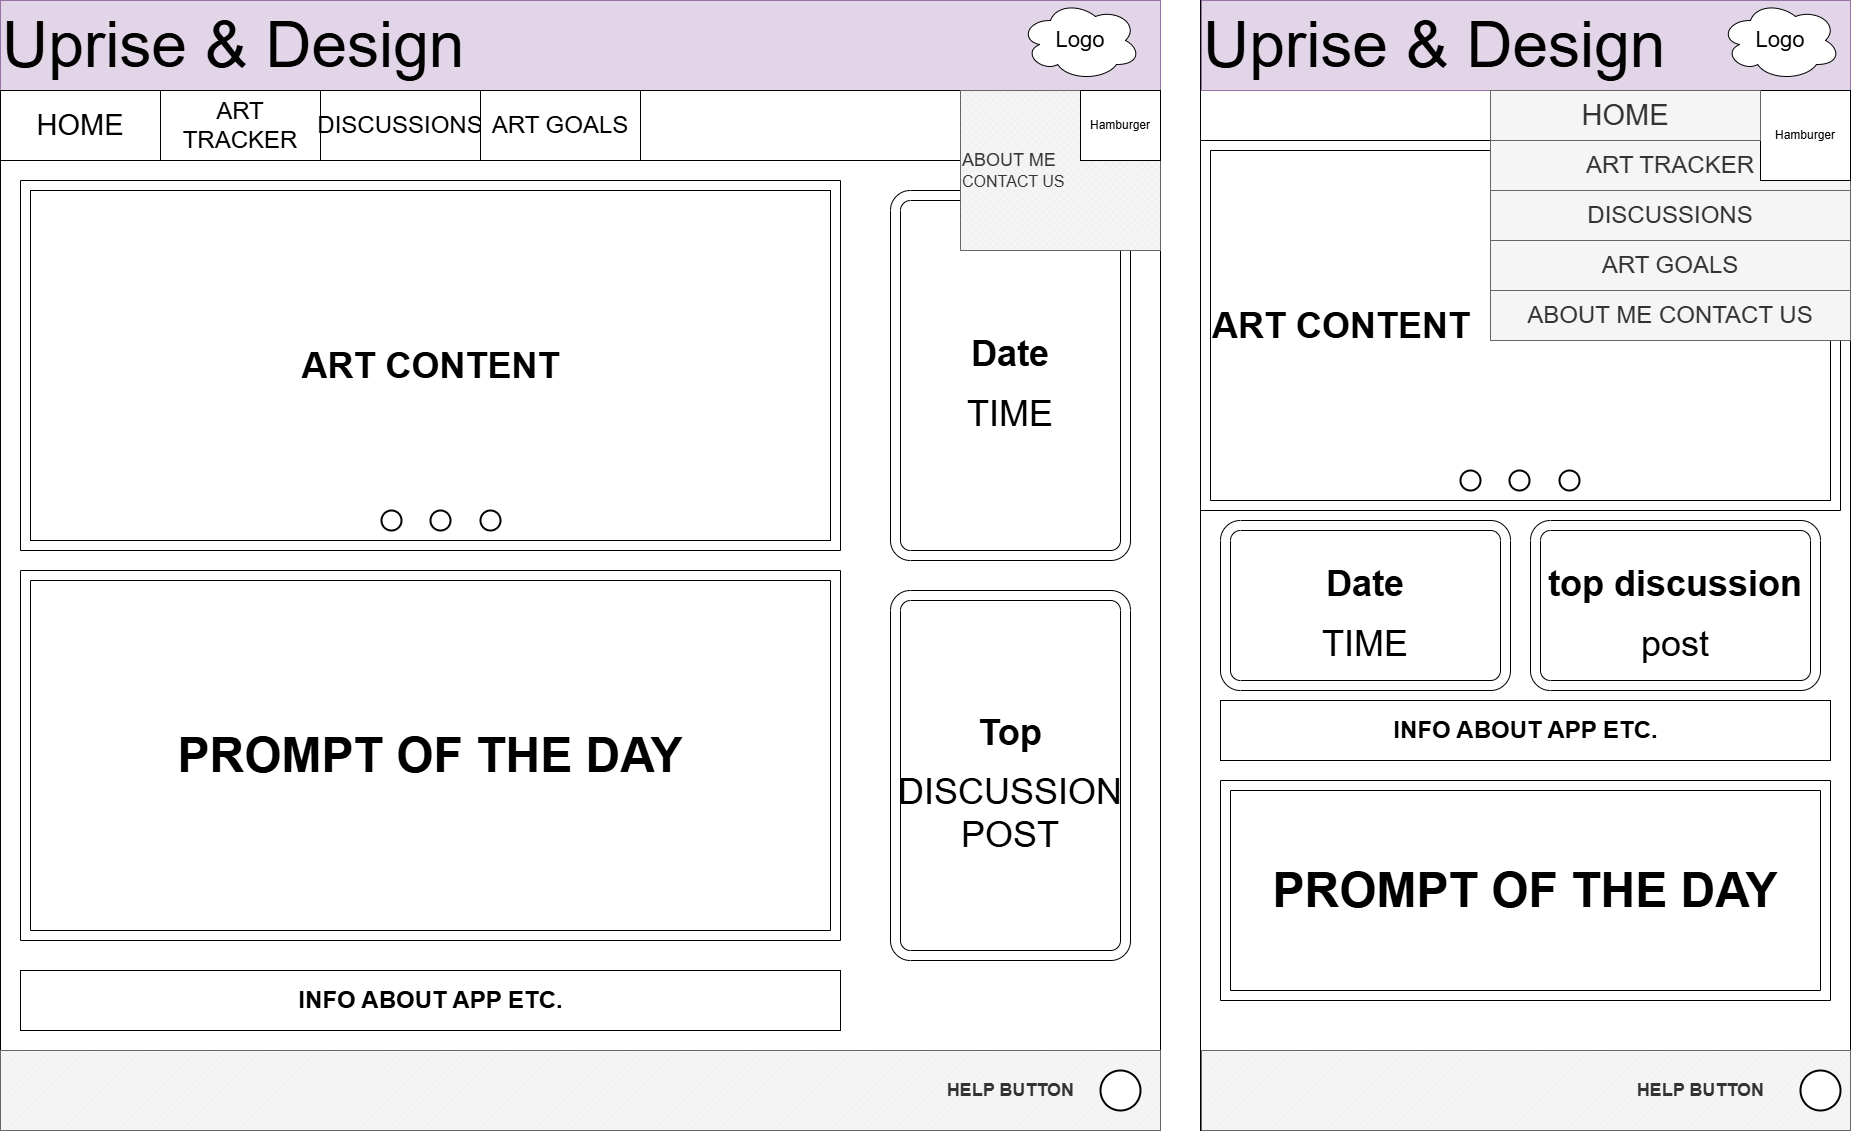 Uprise & Design
Logo
HOME
ART
TRACKER
DISCUSSIONS
ART GOALS
Hamburger
ABOUT ME
CONTACT US
ART CONTENT
Date
TIME
PROMPT OF THE DAY
Top
DISCUSSION
POST
INFO ABOUT APP ETC.
HELP BUTTON
Uprise & Design
Logo
HOME
Hamburger
ART TRACKER
DISCUSSIONS
ART GOALS
ABOUT ME CONTACT US
ART CONTENT
Date
TIME
top discussion
post
INFO ABOUT APP ETC.
PROMPT OF THE DAY
HELP BUTTON